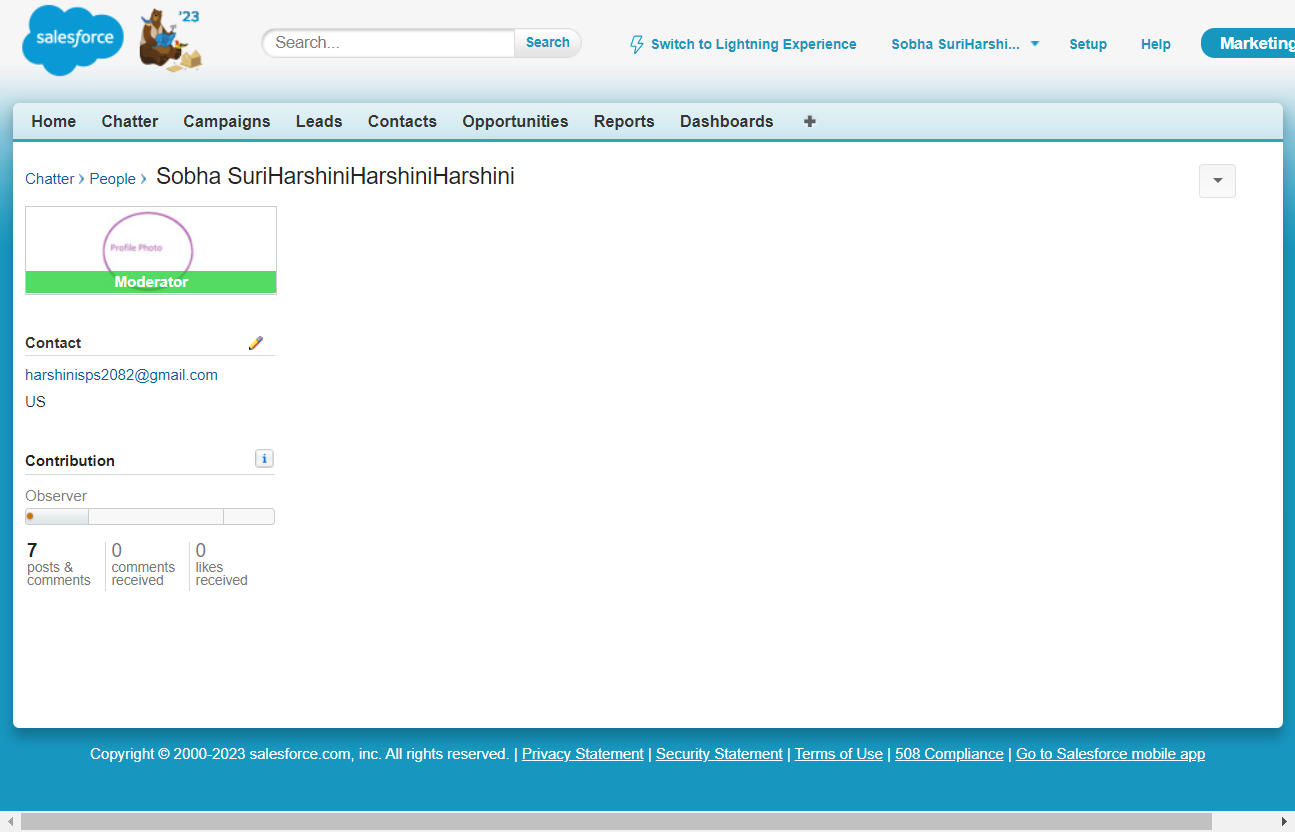 salesforce
'23
Search...
Search
Switch to Lightning Experience
Sobha SuriHarshi...
Setup
Help
Marketing
Home
Chatter
Campaigns
Leads
Contacts
Opportunities
Reports
Dashboards
Chatter › People › Sobha SuriHarshiniHarshiniHarshini
Profile Photo
Moderator
Contact
harshinisps2082@gmail.com
US
Contribution
i
Observer
7
posts &
comments
0
comments
received
0
likes
received
Copyright © 2000-2023 salesforce.com, inc. All rights reserved. | Privacy Statement | Security Statement | Terms of Use | 508 Compliance | Go to Salesforce mobile app